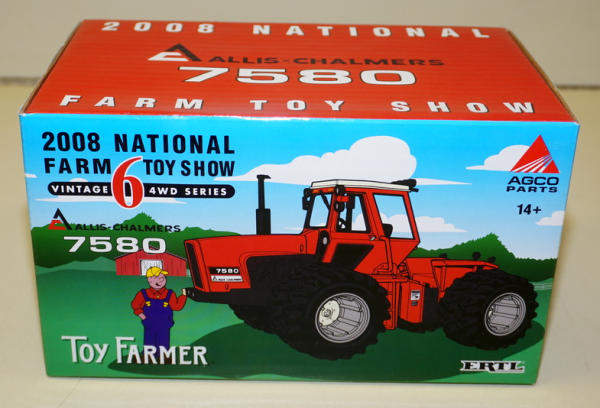 2008 NATIONAL
ALLIS-CHALMERS
7580
FARM TOY SHOW
2008 NATIONAL
FARM 6 TOY SHOW
VINTAGE 4WD SERIES
ALLIS-CHALMERS
7580
AGCO
PARTS
14+
7580
ALLIS-CHALMERS
TOY FARMER
ERTL